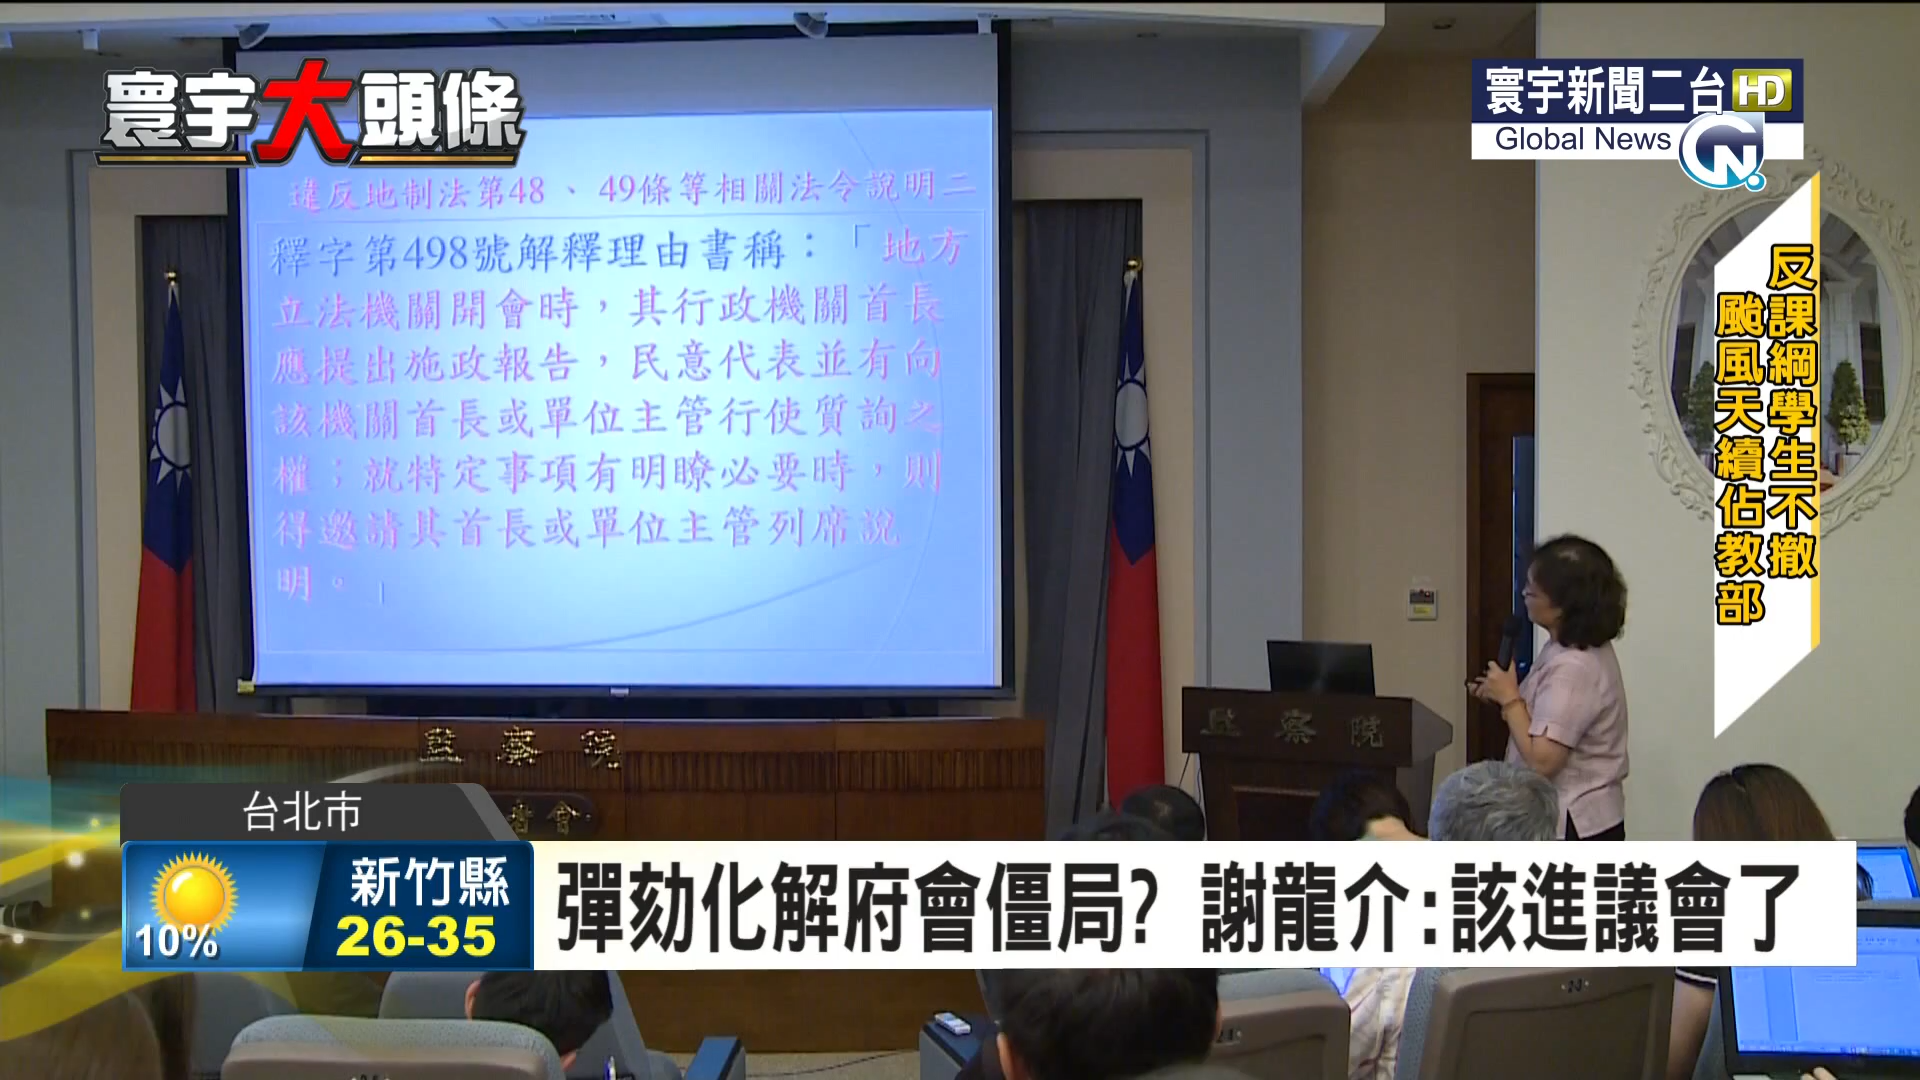 寰宇大頭條
寰宇新聞二台HD
Global News
反課綱學生不撤
颱風天續佔教部
違反地制法第48、49條等相關法令說明二
釋字第498號解釋理由書稱：「地方
立法機關開會時，其行政機關首長
應提出施政報告，民意代表並有向
該機關首長或單位主管行使質詢之
權；就特定事項有明瞭必要時，則
得邀請其首長或單位主管列席說
明。」
監察院
監察院
台北市
新竹縣
10%
26-35
彈劾化解府會僵局? 謝龍介:該進議會了